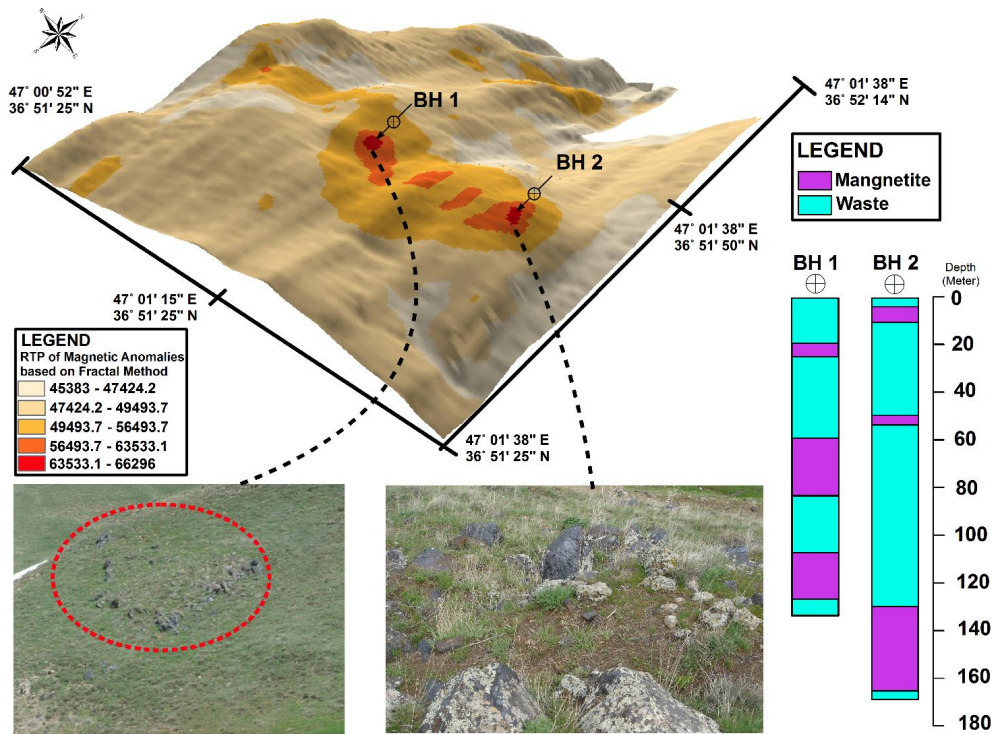 47° 00' 52" E
36° 51' 25" N
BH 1
BH 2
47° 01' 38" E
36° 52' 14" N
47° 01' 38" E
36° 51' 50" N
47° 01' 15" E
36° 51' 25" N
47° 01' 38" E
36° 51' 25" N
LEGEND
RTP of Magnetic Anomalies
based on Fractal Method
45383 - 47424.2
47424.2 - 49493.7
49493.7 - 56493.7
56493.7 - 63533.1
63533.1 - 66296
LEGEND
Mangnetite
Waste
BH 1
BH 2
Depth
(Meter)
0
20
40
60
80
100
120
140
160
180